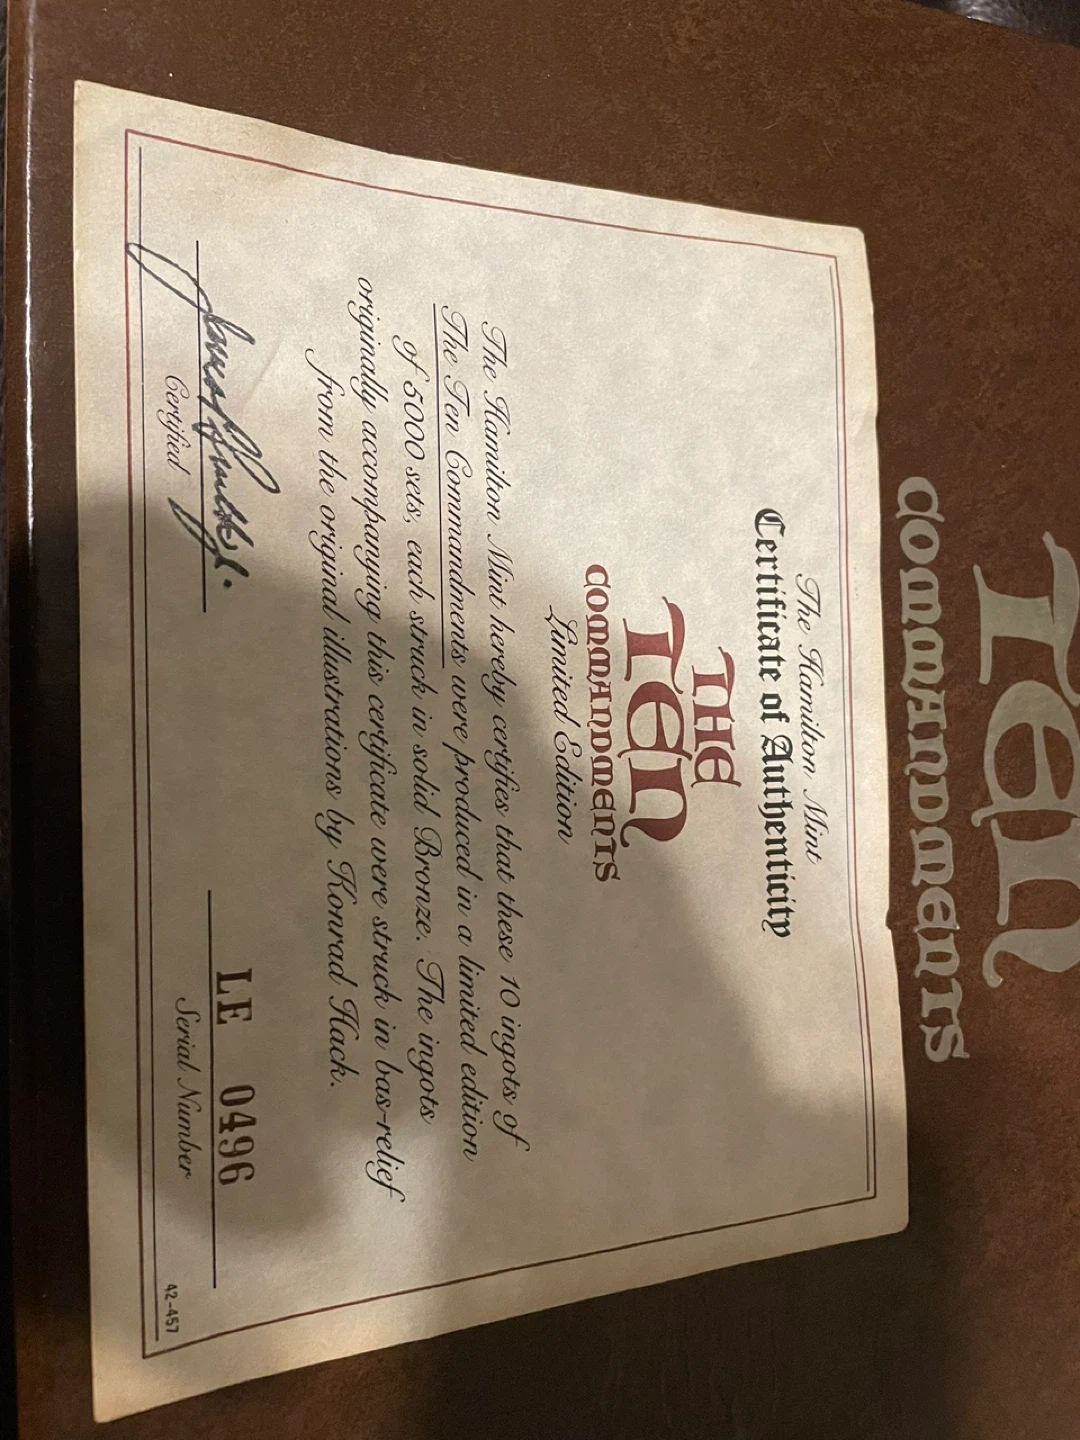 The Hamilton Mint
Certificate of Authenticity
THE
TEN
COMMANDMENTS
Limited Edition
The Hamilton Mint hereby certifies that these 10 ingots of
The Ten Commandments were produced in a limited edition
of 5000 sets, each struck in solid Bronze. The ingots
originally accompanying this certificate were struck in bas-relief
from the original illustrations by Konrad Hack.
Certified
LE 0496
Serial Number
42-457
TEN
COMMANDMENTS